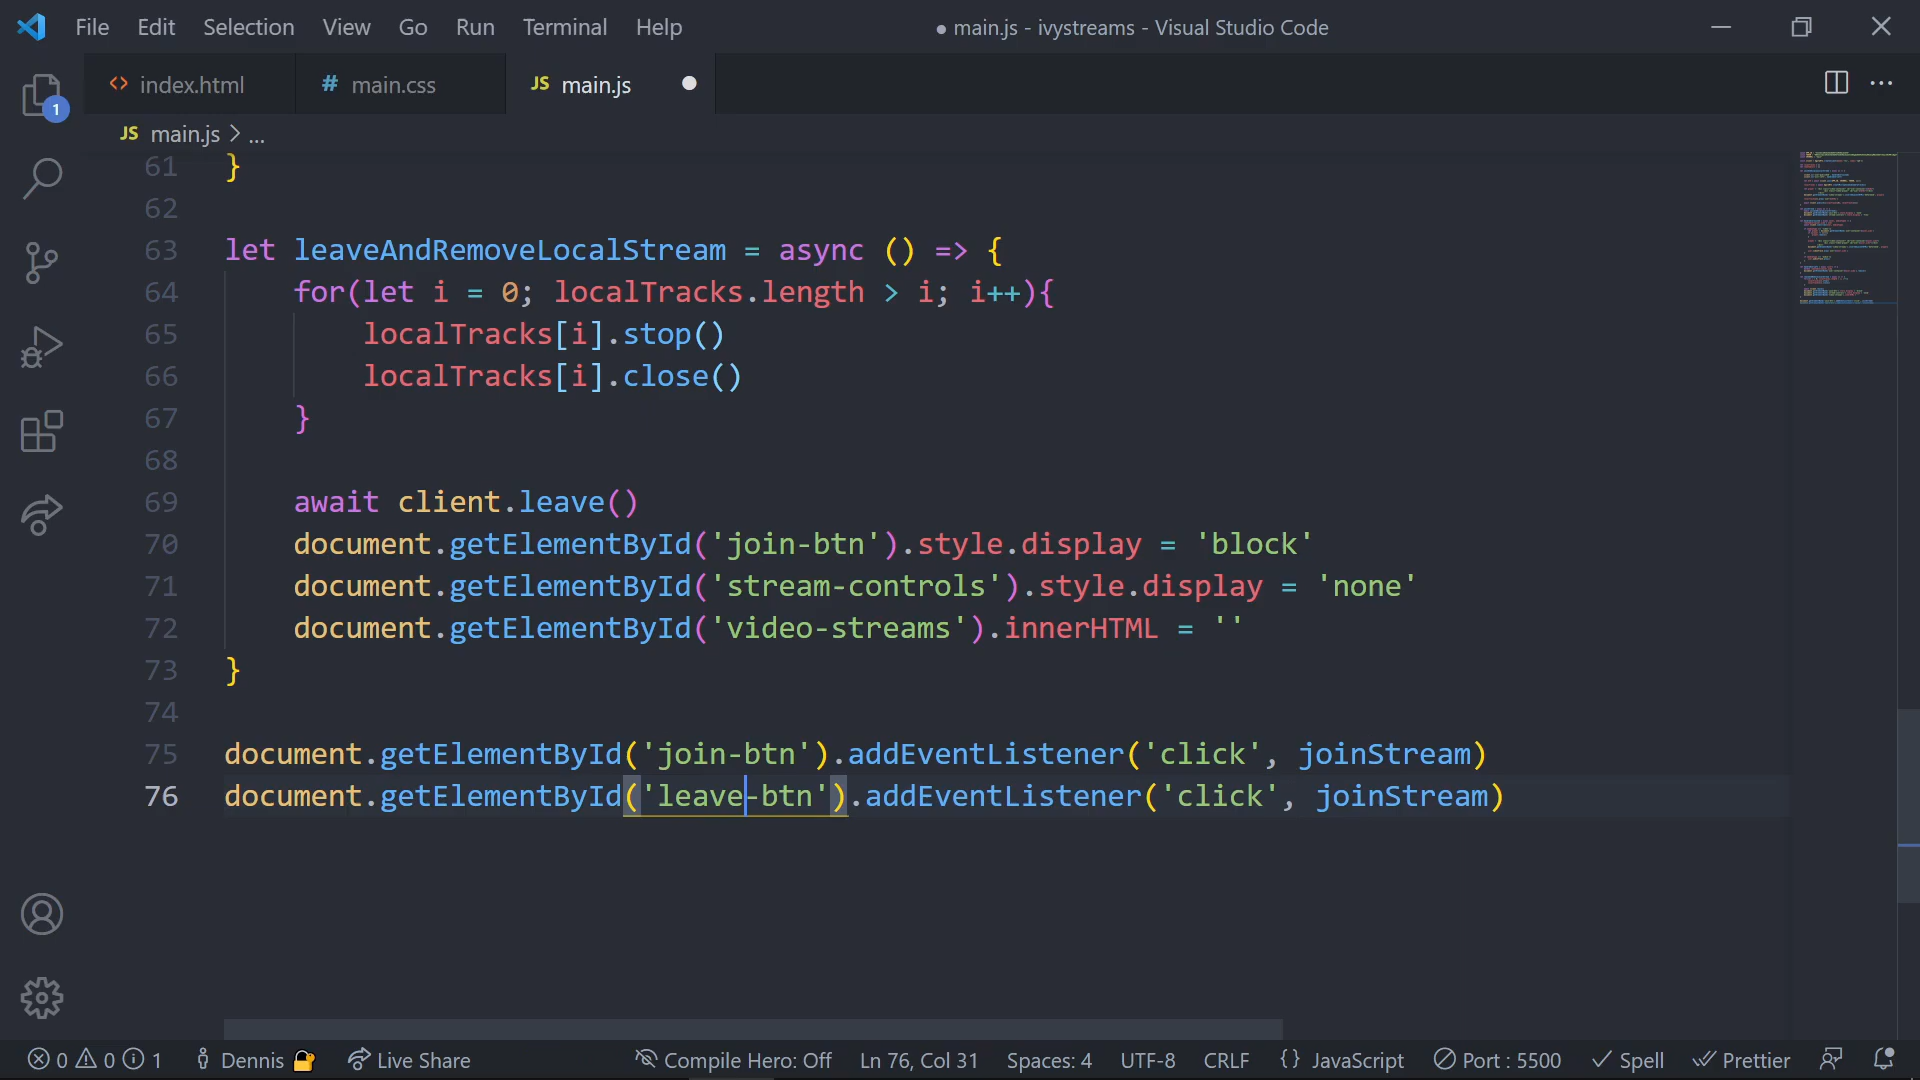 File Edit Selection View Go Run Terminal Help ● main.js - ivystreams - Visual Studio Code
<> index.html # main.css JS main.js ●
1
JS main.js > ...
61 }
62
63 let leaveAndRemoveLocalStream = async () => {
64 for(let i = 0; localTracks.length > i; i++){
65 localTracks[i].stop()
66 localTracks[i].close()
67 }
68
69 await client.leave()
70 document.getElementById('join-btn').style.display = 'block'
71 document.getElementById('stream-controls').style.display = 'none'
72 document.getElementById('video-streams').innerHTML = ''
73 }
74
75 document.getElementById('join-btn').addEventListener('click', joinStream)
76 document.getElementById('leave-btn').addEventListener('click', joinStream)
0 0 1 Dennis Live Share Compile Hero: Off Ln 76, Col 31 Spaces: 4 UTF-8 CRLF {} JavaScript Port : 5500 Spell Prettier